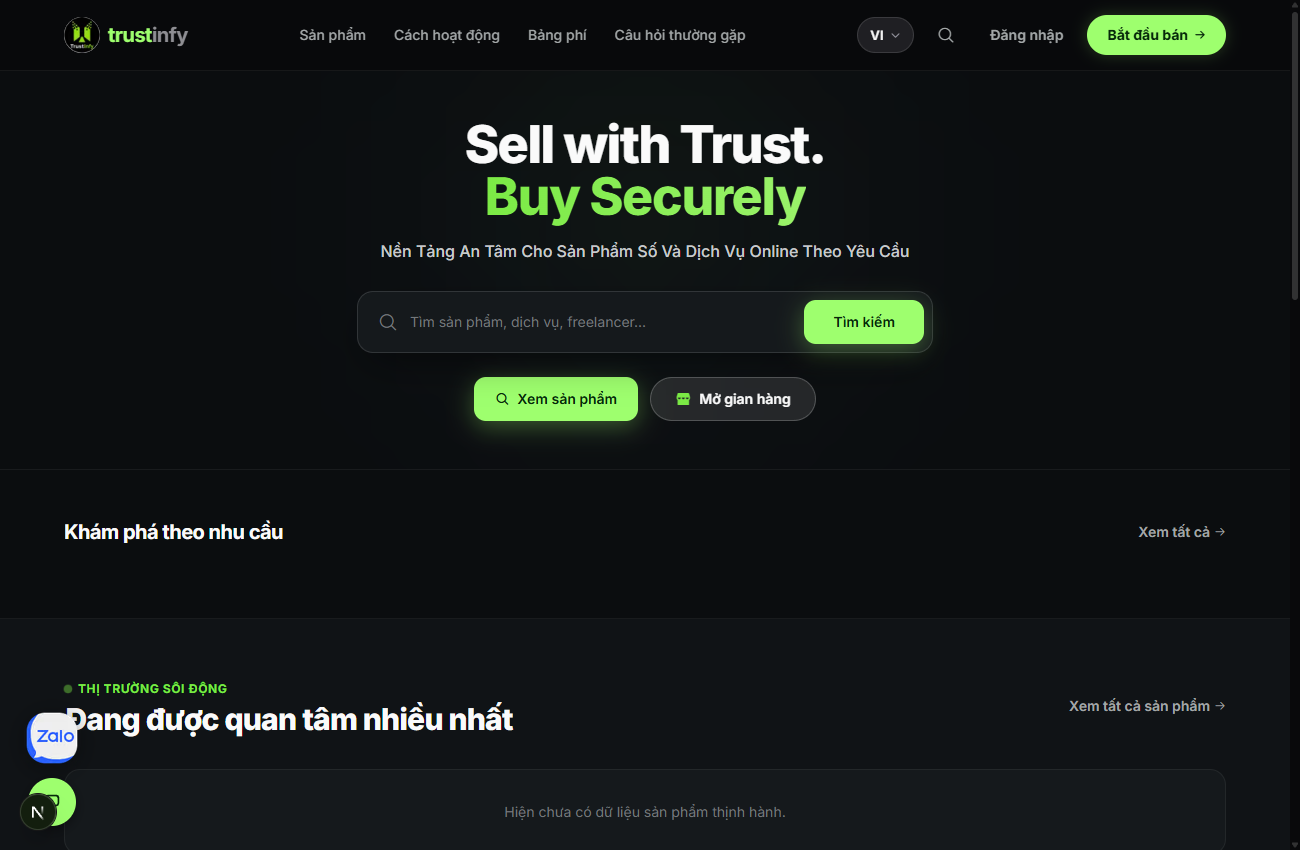 trustinfy
Sản phẩm
Cách hoạt động
Bảng phí
Câu hỏi thường gặp
VI
Đăng nhập
Bắt đầu bán →
Sell with Trust.
Buy Securely
Nền Tảng An Tâm Cho Sản Phẩm Số Và Dịch Vụ Online Theo Yêu Cầu
Tìm sản phẩm, dịch vụ, freelancer...
Tìm kiếm
Xem sản phẩm
Mở gian hàng
Khám phá theo nhu cầu
Xem tất cả →
THỊ TRƯỜNG SÔI ĐỘNG
Đang được quan tâm nhiều nhất
Xem tất cả sản phẩm →
Zalo
N
Hiện chưa có dữ liệu sản phẩm thịnh hành.